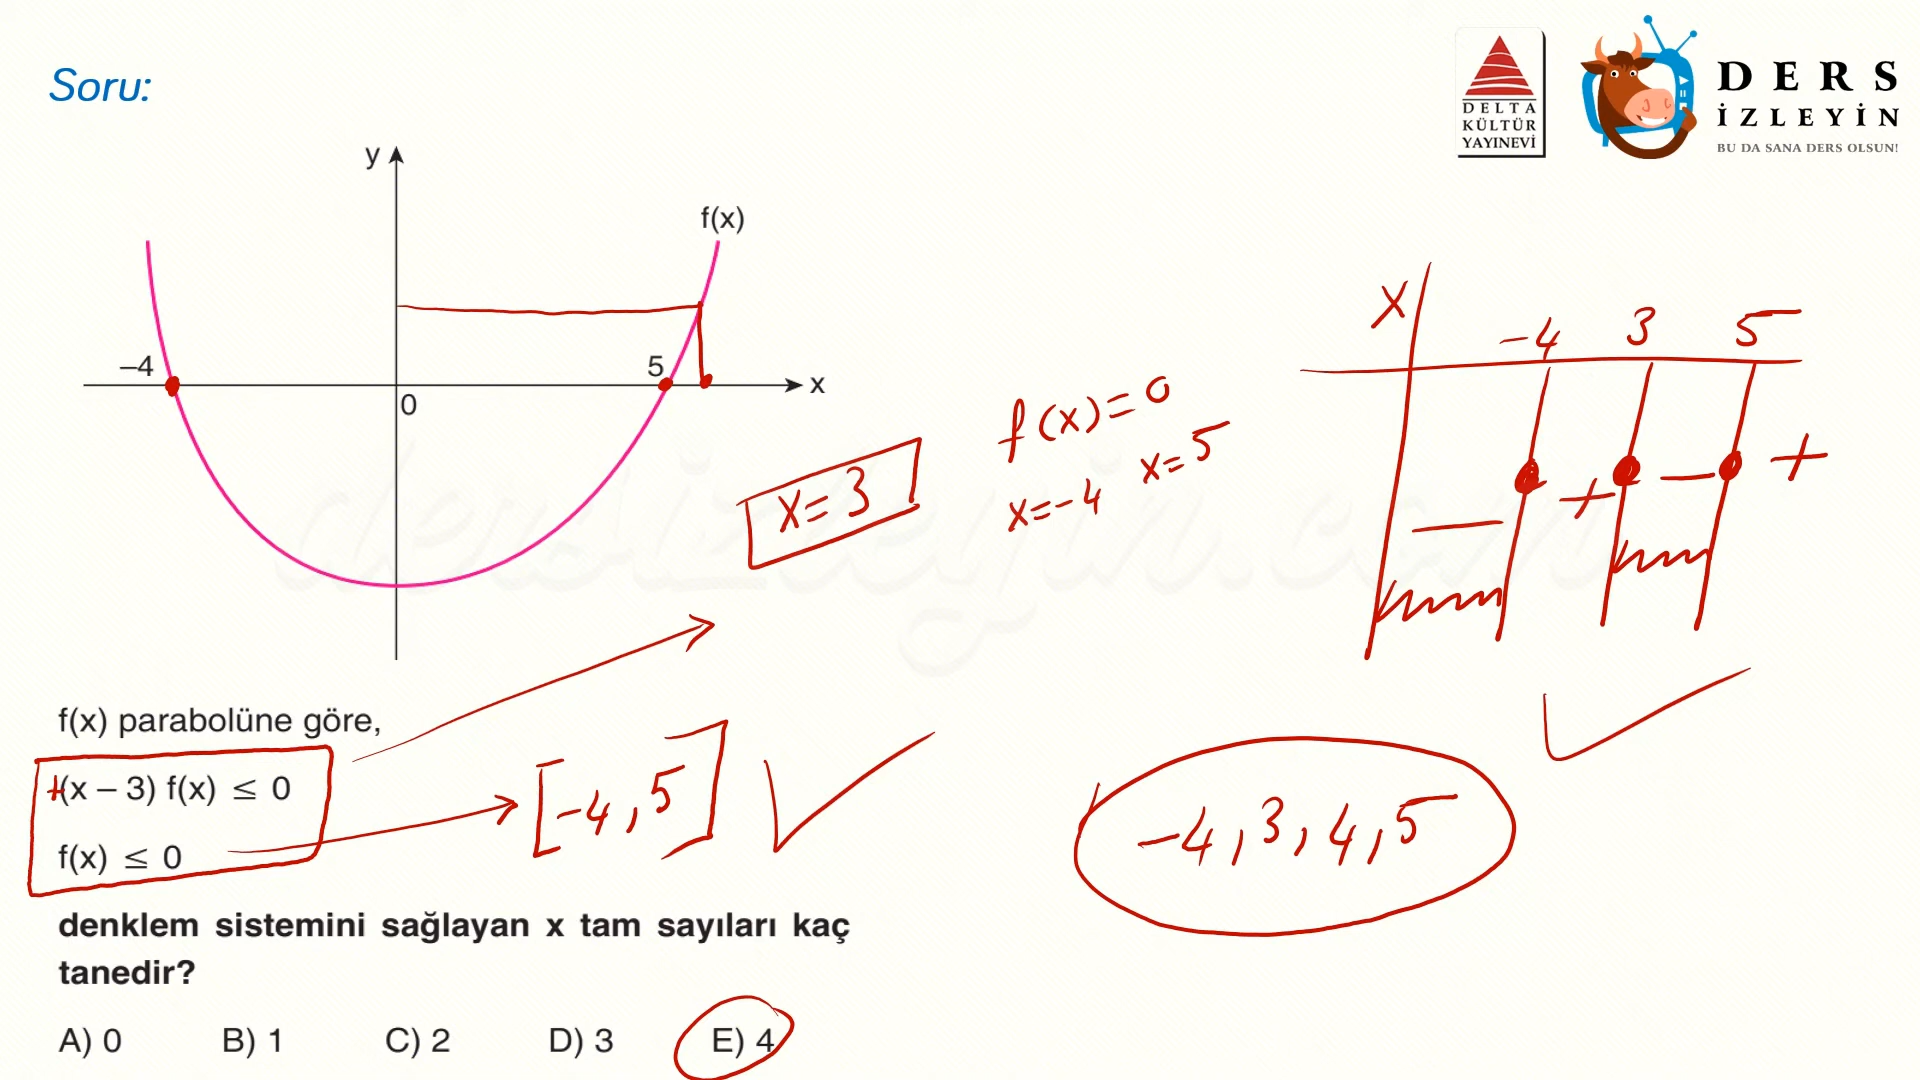 Soru:
DELTA
KÜLTÜR
YAYINEVİ
DERS
İZLEYİN
BU DA SANA DERS OLSUN!
y
f(x)
-4
5
x
0
x=3
f(x)=0
x=-4 x=5
x -4 3 5
- + - +
dersizleyin.com
f(x) parabolüne göre,
+(x – 3) f(x) ≤ 0
f(x) ≤ 0
[-4,5]
-4,3,4,5
denklem sistemini sağlayan x tam sayıları kaç
tanedir?
A) 0 B) 1 C) 2 D) 3 E) 4